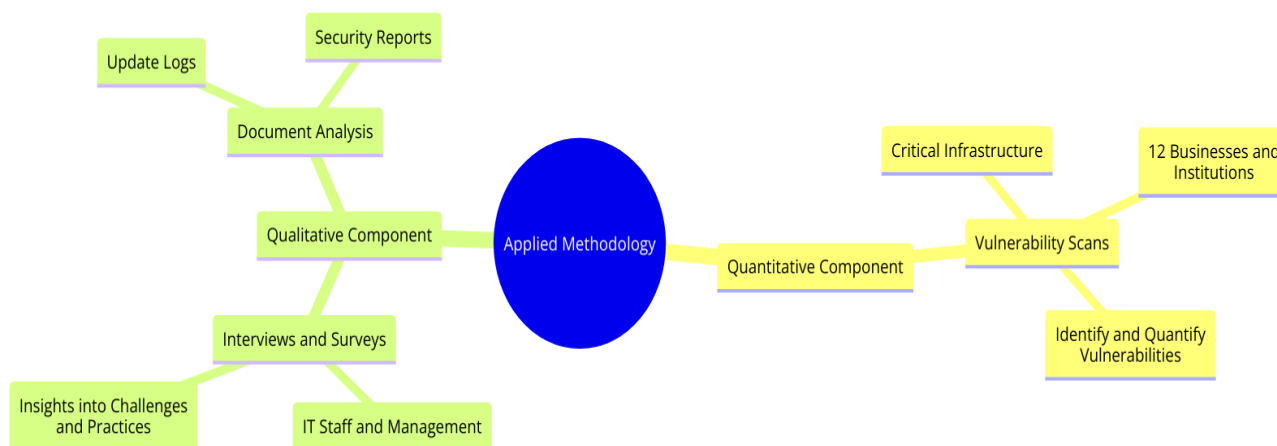 Security Reports
Update Logs
Document Analysis
Critical Infrastructure
12 Businesses and
Institutions
Qualitative Component
Applied Methodology
Vulnerability Scans
Quantitative Component
Interviews and Surveys
Identify and Quantify
Vulnerabilities
Insights into Challenges
and Practices
IT Staff and Management